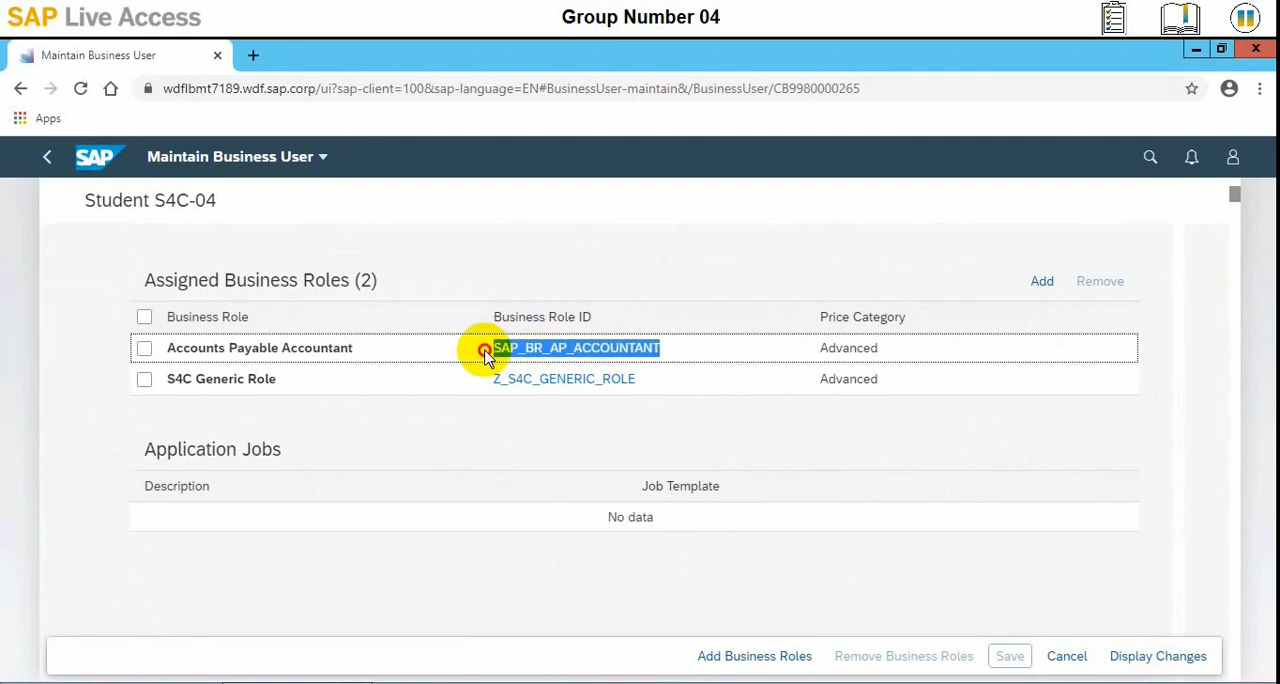 SAP Live Access
Group Number 04
Maintain Business User
wdflbmt7189.wdf.sap.corp/ui?sap-client=100&sap-language=EN#BusinessUser-maintain&/BusinessUser/CB9980000265
Apps
SAP Maintain Business User
Student S4C-04
Assigned Business Roles (2) Add Remove
Business Role Business Role ID Price Category
Accounts Payable Accountant SAP_BR_AP_ACCOUNTANT Advanced
S4C Generic Role Z_S4C_GENERIC_ROLE Advanced
Application Jobs
Description Job Template
No data
Add Business Roles Remove Business Roles Save Cancel Display Changes